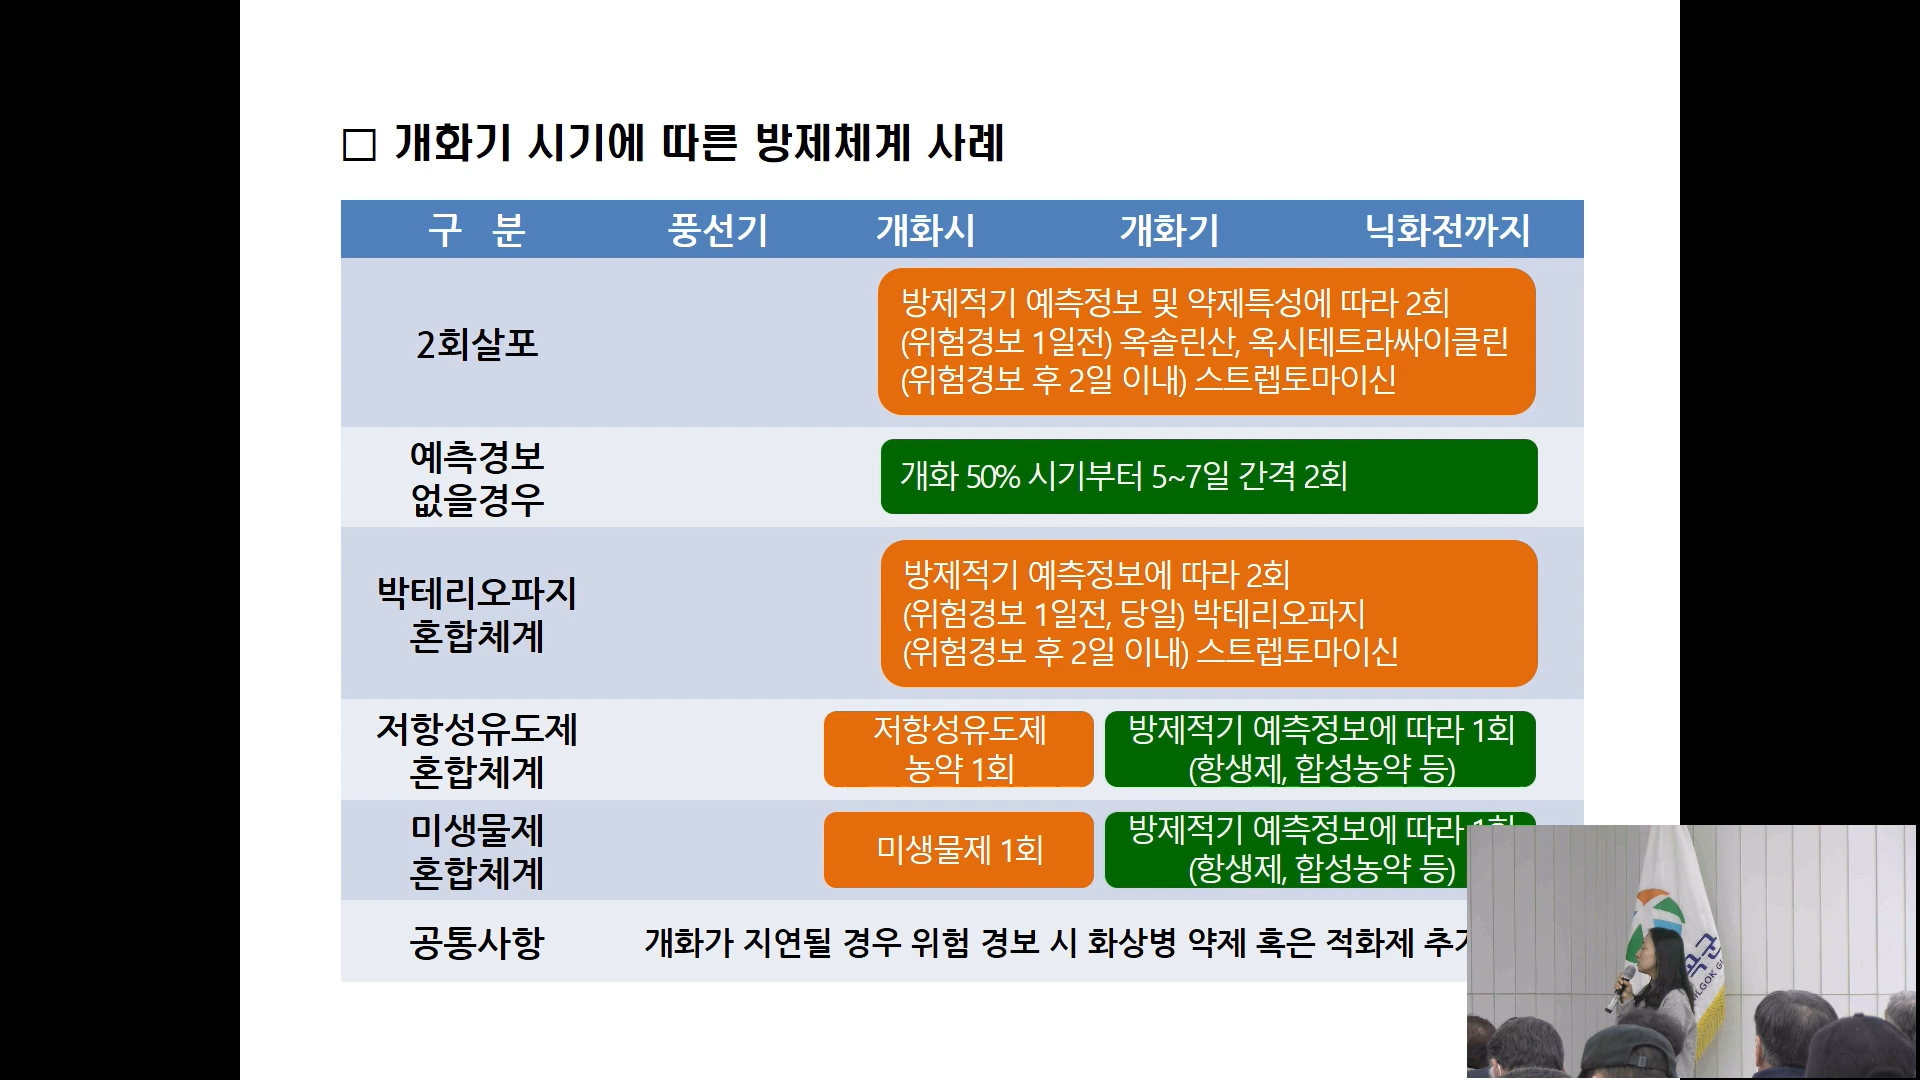 □ 개화기 시기에 따른 방제체계 사례
구 분 풍선기 개화시 개화기 닉화전까지
2회살포
방제적기 예측정보 및 약제특성에 따라 2회
(위험경보 1일전) 옥솔린산, 옥시테트라싸이클린
(위험경보 후 2일 이내) 스트렙토마이신
예측경보
없을경우
개화 50% 시기부터 5~7일 간격 2회
박테리오파지
혼합체계
방제적기 예측정보에 따라 2회
(위험경보 1일전, 당일) 박테리오파지
(위험경보 후 2일 이내) 스트렙토마이신
저항성유도제
혼합체계
저항성유도제
농약 1회
방제적기 예측정보에 따라 1회
(항생제, 합성농약 등)
미생물제
혼합체계
미생물제 1회
방제적기 예측정보에 따라 1회
(항생제, 합성농약 등)
공통사항
개화가 지연될 경우 위험 경보 시 화상병 약제 혹은 적화제